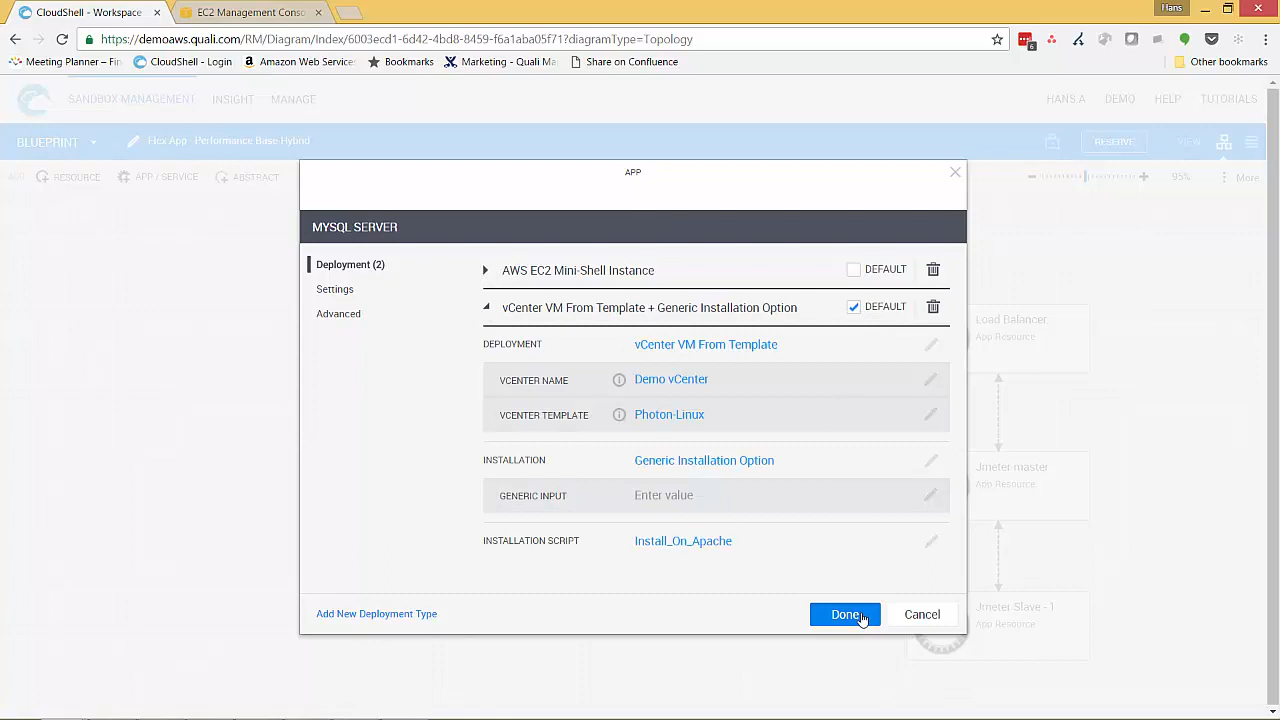 Hans
CloudShell - Workspace
EC2 Management Conso
https://demoaws.quali.com/RM/Diagram/Index/6003ecd1-6d42-4bd8-8459-f6a1aba05f71?diagramType=Topology
6
Meeting Planner – Fin
CloudShell - Login
Amazon Web Service
Bookmarks
Marketing - Quali Ma
Share on Confluence
Other bookmarks
SANDBOX MANAGEMENT
INSIGHT
MANAGE
HANS A
DEMO
HELP
TUTORIALS
BLUEPRINT
Flex App - Performance Base-Hybrid
RESERVE
VIEW
RESOURCE
APP / SERVICE
ABSTRACT
95%
More
APP
MYSQL SERVER
Deployment (2)
Settings
Advanced
AWS EC2 Mini-Shell Instance
DEFAULT
vCenter VM From Template + Generic Installation Option
DEFAULT
DEPLOYMENT
vCenter VM From Template
VCENTER NAME
Demo vCenter
VCENTER TEMPLATE
Photon-Linux
INSTALLATION
Generic Installation Option
GENERIC INPUT
Enter value
INSTALLATION SCRIPT
Install_On_Apache
Add New Deployment Type
Done
Cancel
Load Balancer
App Resource
Jmeter master
App Resource
Jmeter Slave - 1
App Resource